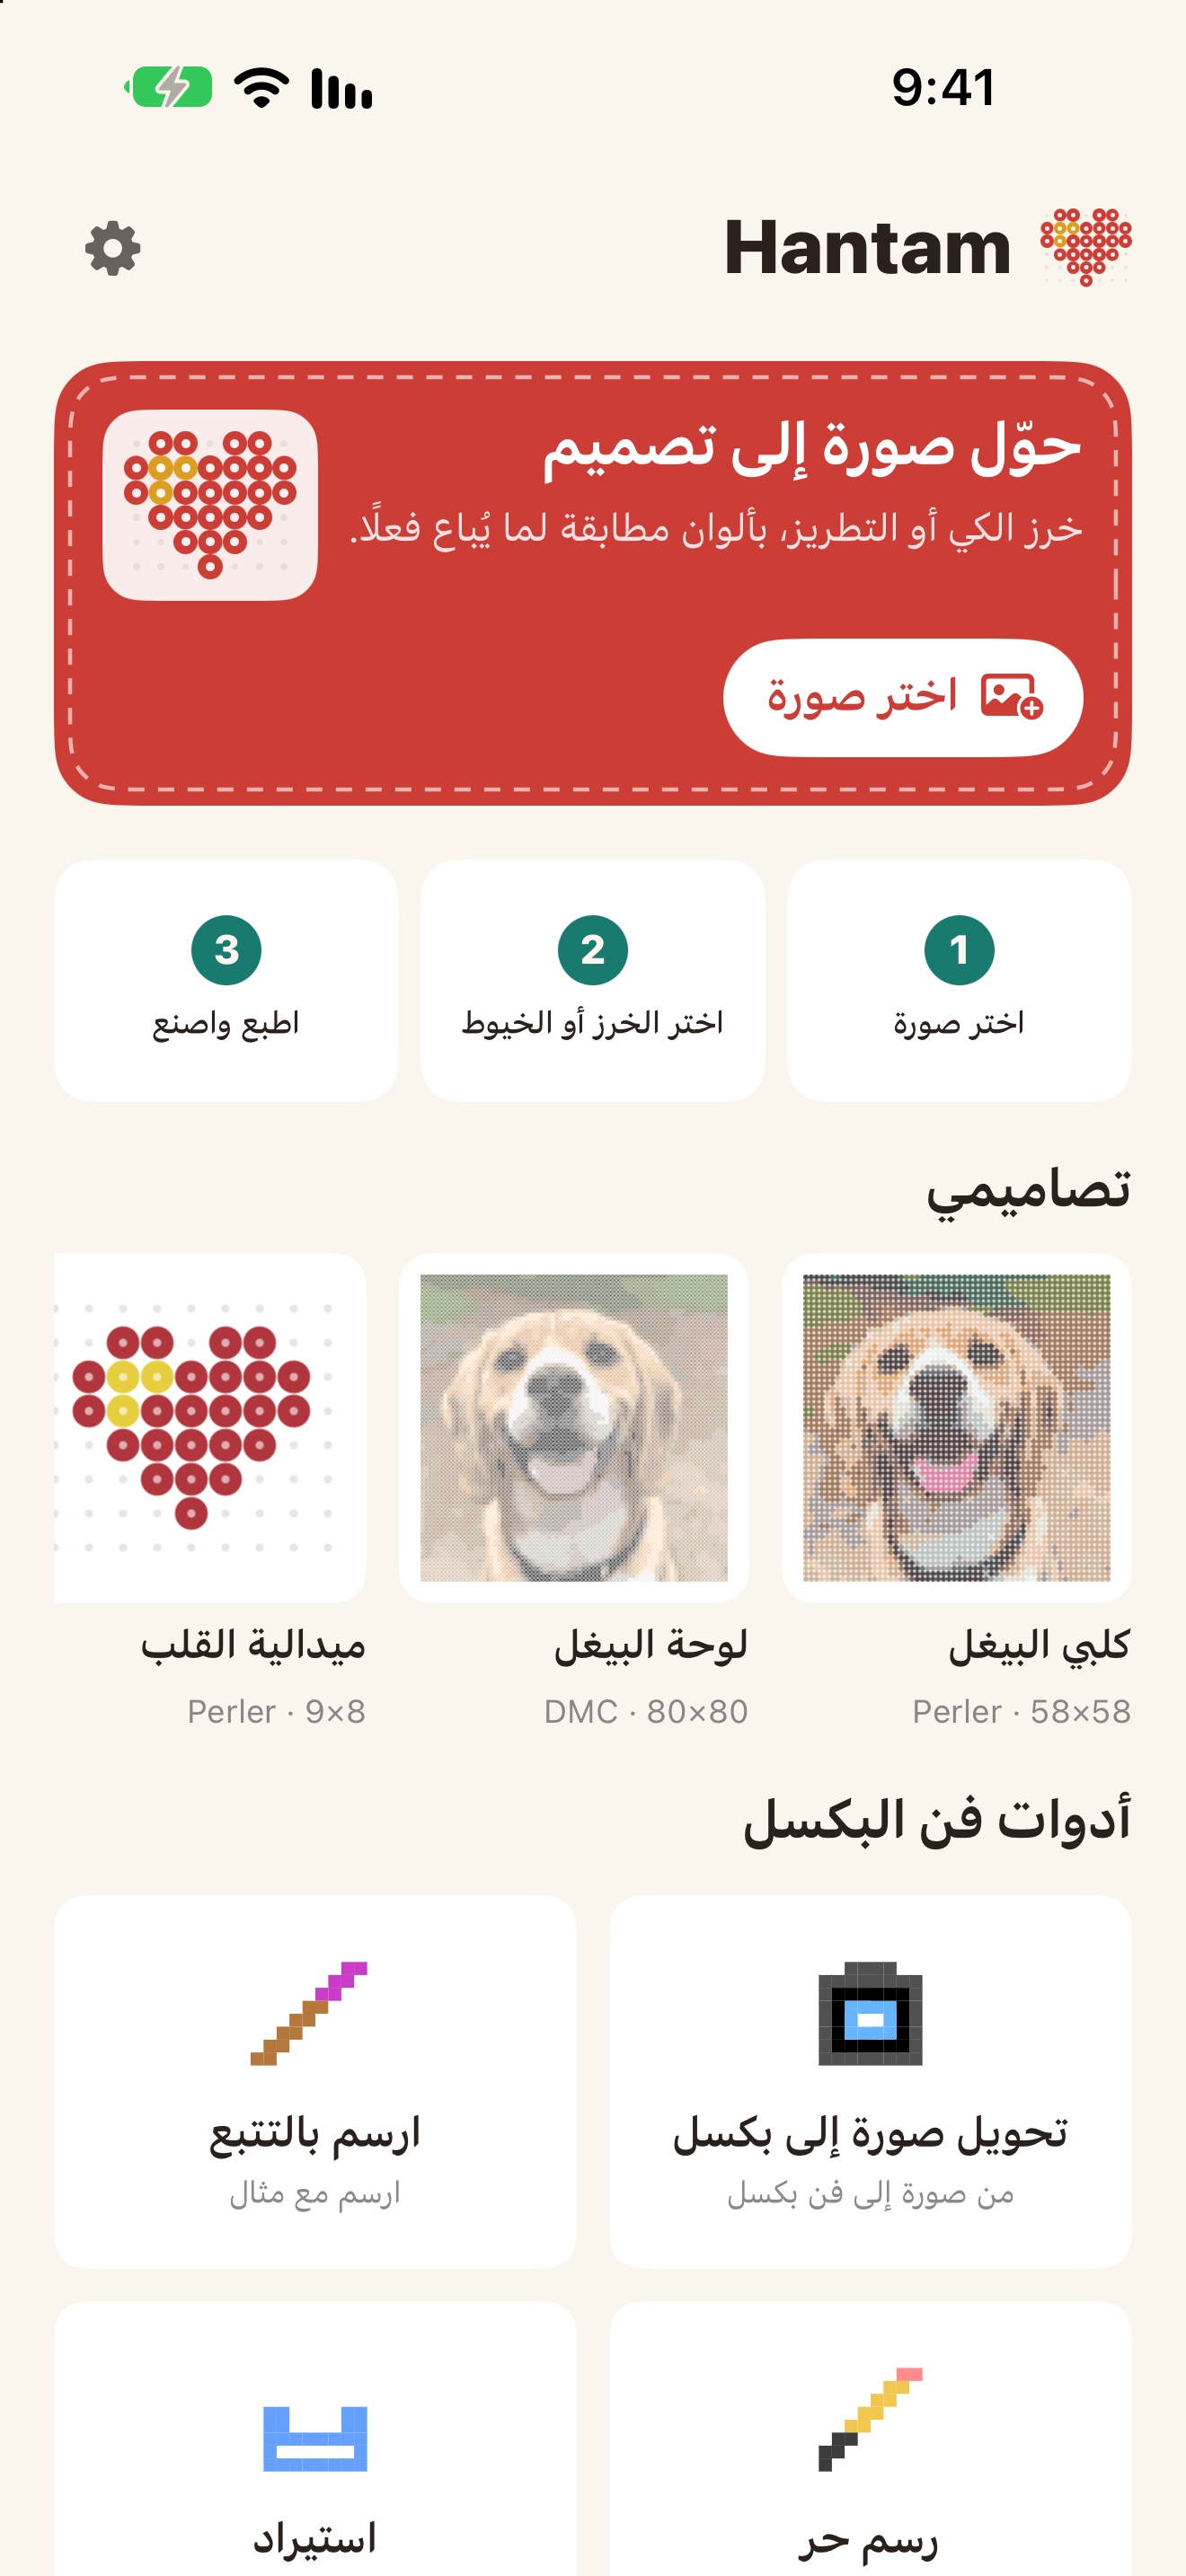 9:41
Hantam
حوّل صورة إلى تصميم
خرز الكي أو التطريز، بألوان مطابقة لما يُباع فعلًا.
اختر صورة
1
اختر صورة
2
اختر الخرز أو الخيوط
3
اطبع واصنع
تصاميمي
كلبي البيغل
Perler · 58×58
لوحة البيغل
DMC · 80×80
ميدالية القلب
Perler · 9×8
أدوات فن البكسل
تحويل صورة إلى بكسل
من صورة إلى فن بكسل
ارسم بالتتبع
ارسم مع مثال
رسم حر
استيراد